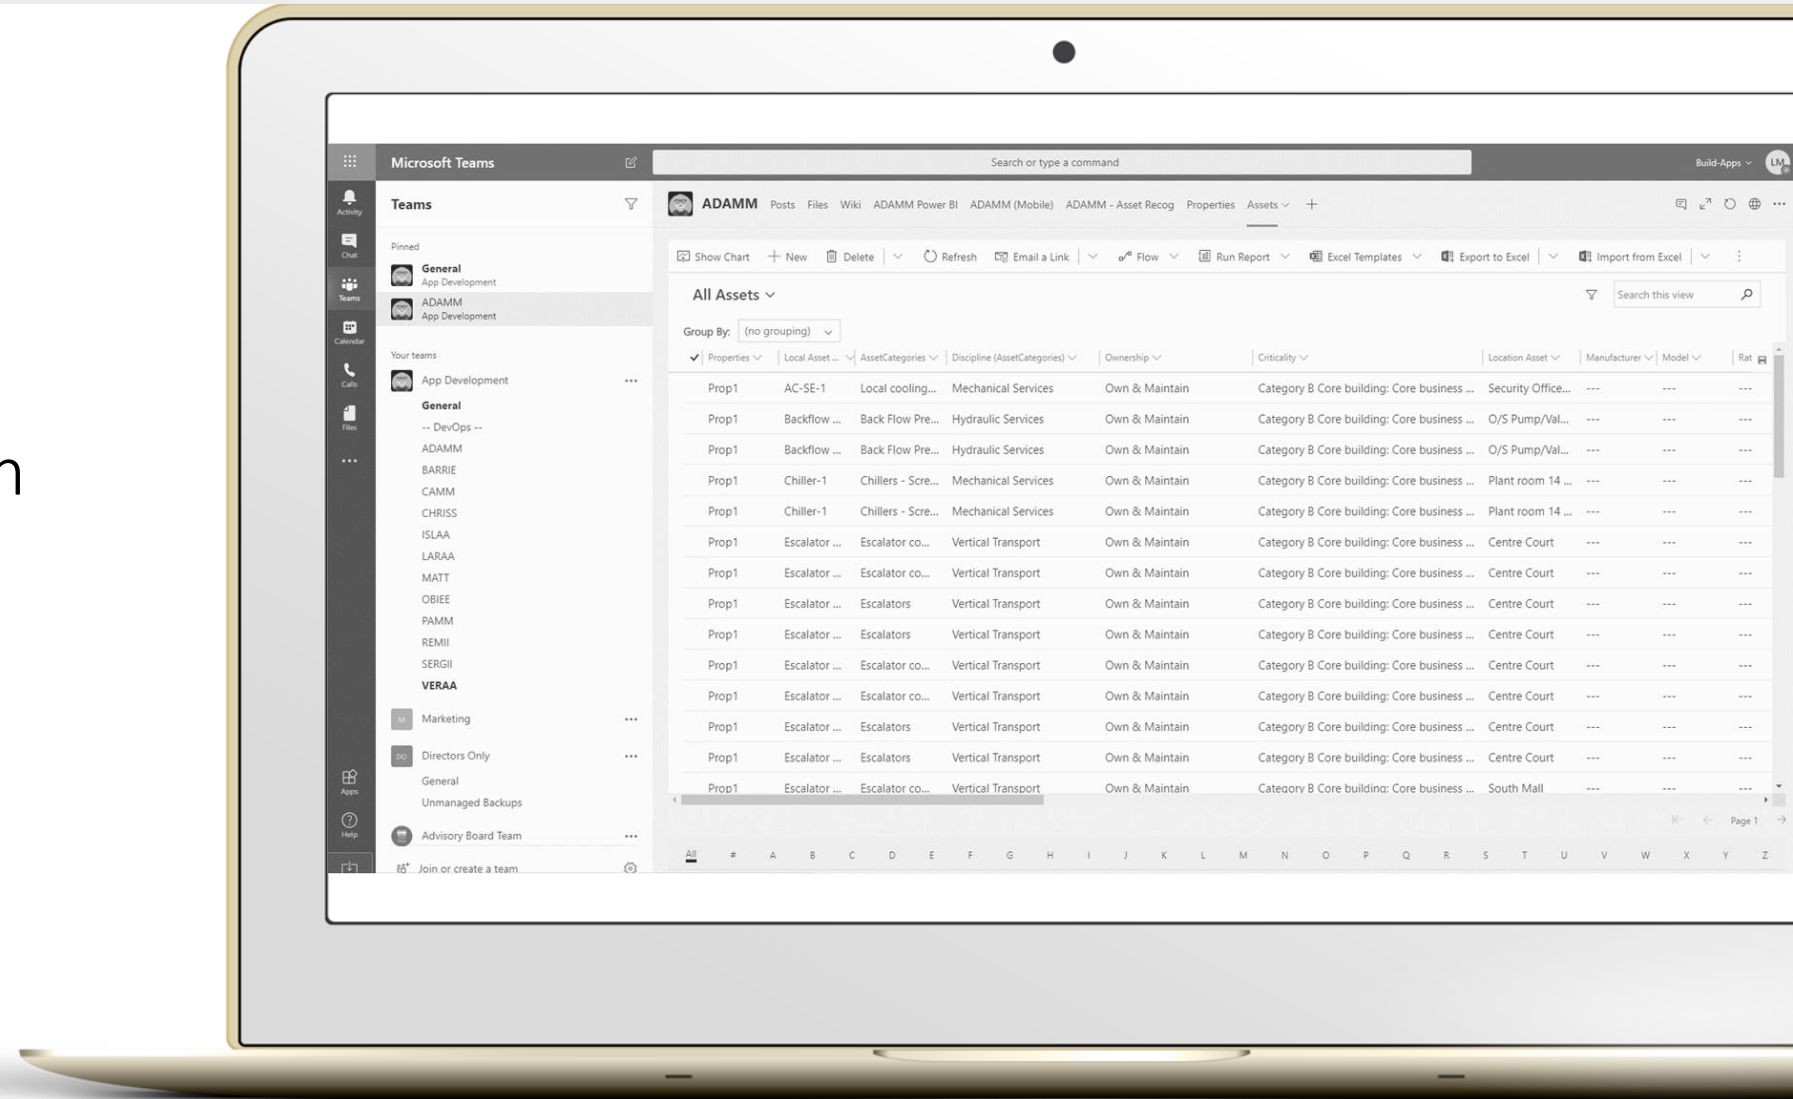 n
Microsoft Teams
Search or type a command
Build-Apps
LM
Activity
Chat
Teams
Calendar
Calls
Files
Apps
Help
Teams
Pinned
General
App Development
ADAMM
App Development
Your teams
App Development
General
-- DevOps --
ADAMM
BARRIE
CAMM
CHRISS
ISLAA
LARAA
MATT
OBIEE
PAMM
REMII
SERGII
VERAA
M Marketing
DO Directors Only
General
Unmanaged Backups
Advisory Board Team
Join or create a team
ADAMM Posts Files Wiki ADAMM Power BI ADAMM (Mobile) ADAMM - Asset Recog Properties Assets
Show Chart New Delete Refresh Email a Link Flow Run Report Excel Templates Export to Excel Import from Excel
All Assets
Search this view
Group By: (no grouping)
Properties Local Asset ... AssetCategories Discipline (AssetCategories) Ownership Criticality Location Asset Manufacturer Model Rat
Prop1 AC-SE-1 Local cooling... Mechanical Services Own & Maintain Category B Core building: Core business ... Security Office... --- --- ---
Prop1 Backflow ... Back Flow Pre... Hydraulic Services Own & Maintain Category B Core building: Core business ... O/S Pump/Val... --- --- ---
Prop1 Backflow ... Back Flow Pre... Hydraulic Services Own & Maintain Category B Core building: Core business ... O/S Pump/Val... --- --- ---
Prop1 Chiller-1 Chillers - Scre... Mechanical Services Own & Maintain Category B Core building: Core business ... Plant room 14 ... --- --- ---
Prop1 Chiller-1 Chillers - Scre... Mechanical Services Own & Maintain Category B Core building: Core business ... Plant room 14 ... --- --- ---
Prop1 Escalator ... Escalator co... Vertical Transport Own & Maintain Category B Core building: Core business ... Centre Court --- --- ---
Prop1 Escalator ... Escalator co... Vertical Transport Own & Maintain Category B Core building: Core business ... Centre Court --- --- ---
Prop1 Escalator ... Escalators Vertical Transport Own & Maintain Category B Core building: Core business ... Centre Court --- --- ---
Prop1 Escalator ... Escalators Vertical Transport Own & Maintain Category B Core building: Core business ... Centre Court --- --- ---
Prop1 Escalator ... Escalator co... Vertical Transport Own & Maintain Category B Core building: Core business ... Centre Court --- --- ---
Prop1 Escalator ... Escalator co... Vertical Transport Own & Maintain Category B Core building: Core business ... Centre Court --- --- ---
Prop1 Escalator ... Escalators Vertical Transport Own & Maintain Category B Core building: Core business ... Centre Court --- --- ---
Prop1 Escalator ... Escalators Vertical Transport Own & Maintain Category B Core building: Core business ... Centre Court --- --- ---
Prop1 Escalator ... Escalator co... Vertical Transport Own & Maintain Category B Core building: Core business ... South Mall --- --- ---
Page 1
All # A B C D E F G H I J K L M N O P Q R S T U V W X Y Z